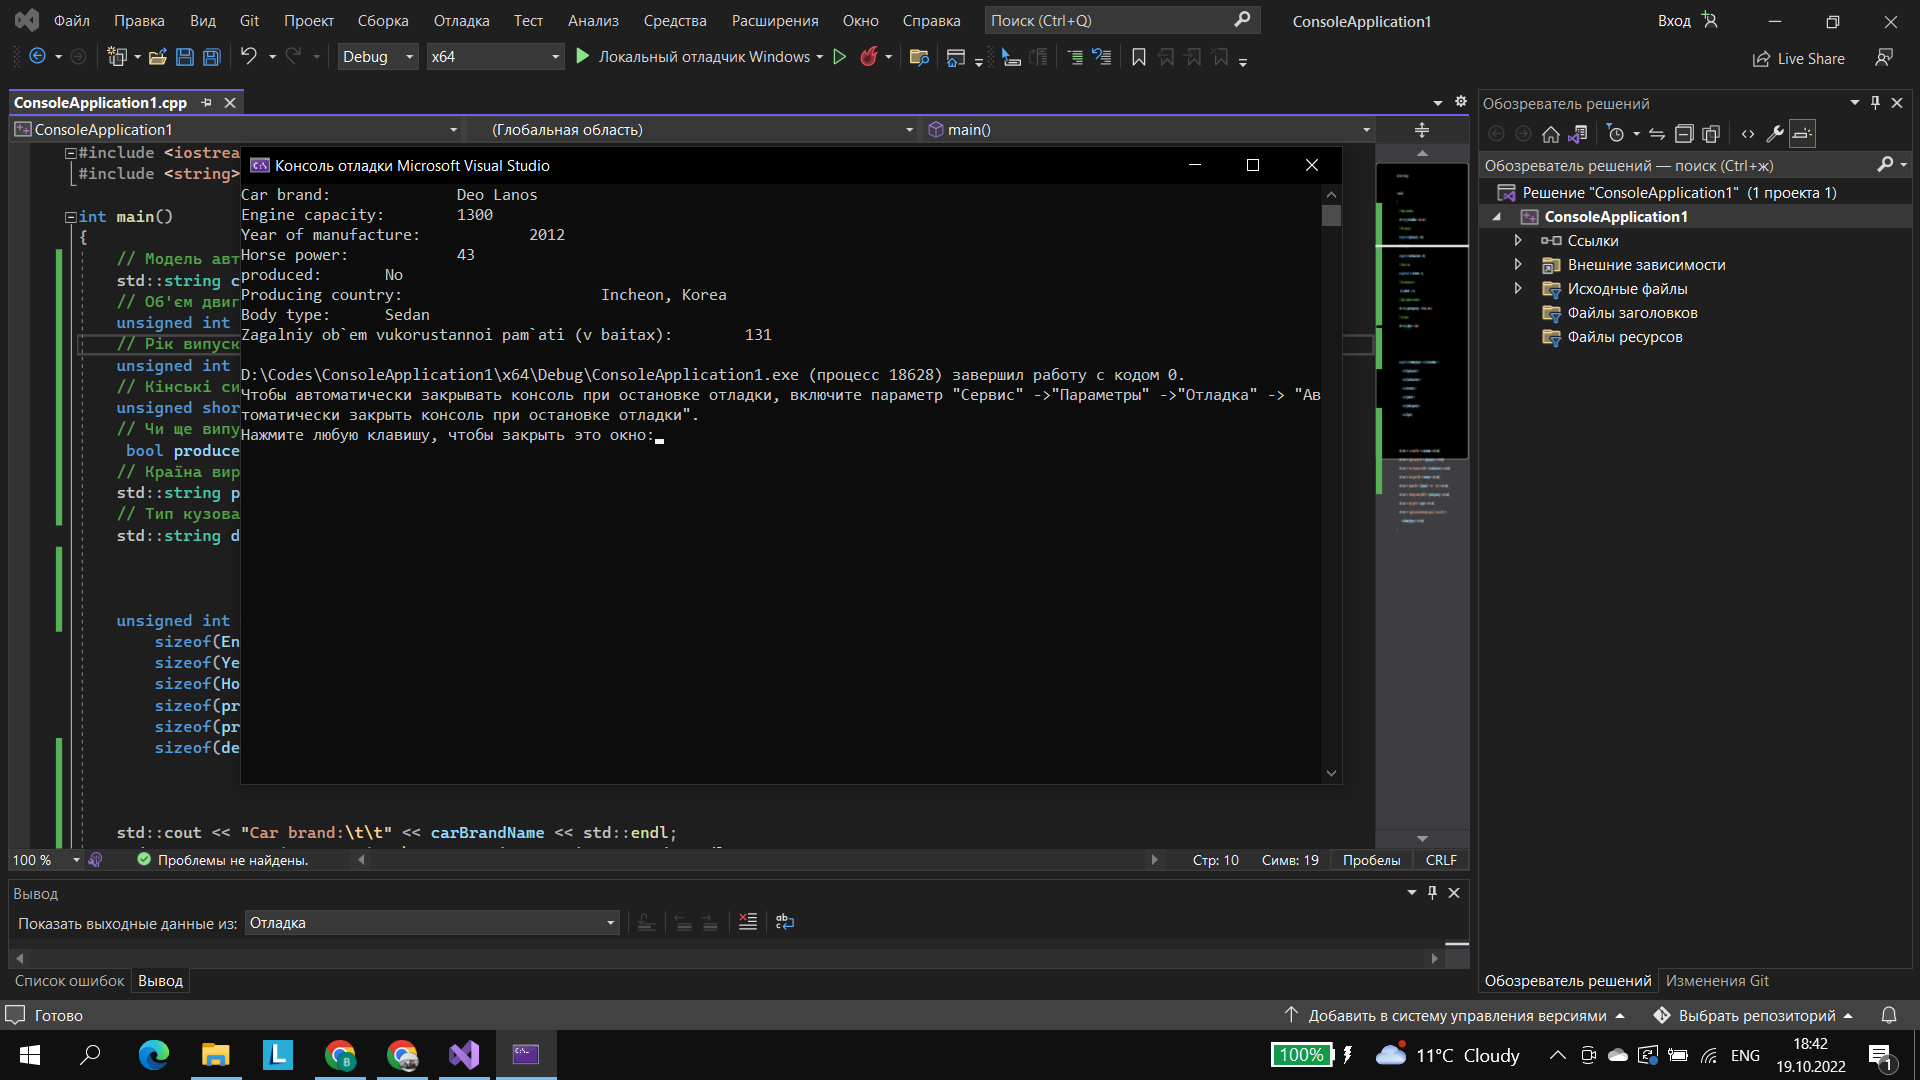 Файл Правка Вид Git Проект Сборка Отладка Тест Анализ Средства Расширения Окно Справка Поиск (Ctrl+Q) ConsoleApplication1 Вход
Debug x64 Локальный отладчик Windows Live Share
ConsoleApplication1.cpp
ConsoleApplication1 (Глобальная область) main()
#include <iostrea
#include <string>
int main()
{
// Модель авт
std::string c
// Об'єм двиг
unsigned int
// Рік випуск
unsigned int
// Кінські си
unsigned shor
// Чи ще випу
bool produce
// Країна вир
std::string p
// Тип кузова
std::string d
unsigned int
sizeof(En
sizeof(Ye
sizeof(Ho
sizeof(pr
sizeof(pr
sizeof(de
std::cout << "Car brand:\t\t" << carBrandName << std::endl;
Консоль отладки Microsoft Visual Studio
Car brand: Deo Lanos
Engine capacity: 1300
Year of manufacture: 2012
Horse power: 43
produced: No
Producing country: Incheon, Korea
Body type: Sedan
Zagalniy ob`em vukorustannoi pam`ati (v baitax): 131
D:\Codes\ConsoleApplication1\x64\Debug\ConsoleApplication1.exe (процесс 18628) завершил работу с кодом 0.
Чтобы автоматически закрывать консоль при остановке отладки, включите параметр "Сервис" ->"Параметры" ->"Отладка" -> "Ав
томатически закрыть консоль при остановке отладки".
Нажмите любую клавишу, чтобы закрыть это окно:
100 % Проблемы не найдены. Стр: 10 Симв: 19 Пробелы CRLF
Вывод
Показать выходные данные из: Отладка
Список ошибок Вывод
Обозреватель решений
Обозреватель решений — поиск (Ctrl+ж)
Решение "ConsoleApplication1" (1 проекта 1)
ConsoleApplication1
Ссылки
Внешние зависимости
Исходные файлы
Файлы заголовков
Файлы ресурсов
Обозреватель решений Изменения Git
Готово Добавить в систему управления версиями Выбрать репозиторий
100% 11°C Cloudy ENG 18:42
19.10.2022 1